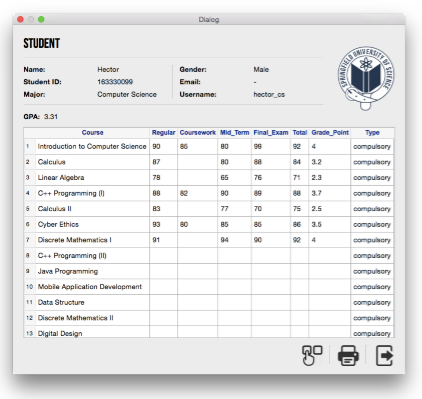 Dialog
STUDENT
SPRINGFIELD UNIVERSITY OF SCIENCE
Name: Hector Gender: Male
Student ID: 163330099 Email: -
Major: Computer Science Username: hector_cs
GPA: 3.31
Course Regular Coursework Mid_Term Final_Exam Total Grade_Point Type
1 Introduction to Computer Science 90 85 80 99 92 4 compulsory
2 Calculus 87 80 88 84 3.2 compulsory
3 Linear Algebra 78 65 76 71 2.3 compulsory
4 C++ Programming (I) 88 82 90 89 88 3.7 compulsory
5 Calculus II 83 77 70 75 2.5 compulsory
6 Cyber Ethics 93 80 85 85 86 3.5 compulsory
7 Discrete Mathematics I 91 94 90 92 4 compulsory
8 C++ Programming (II) compulsory
9 Java Programming compulsory
10 Mobile Application Development compulsory
11 Data Structure compulsory
12 Discrete Mathematics II compulsory
13 Digital Design compulsory